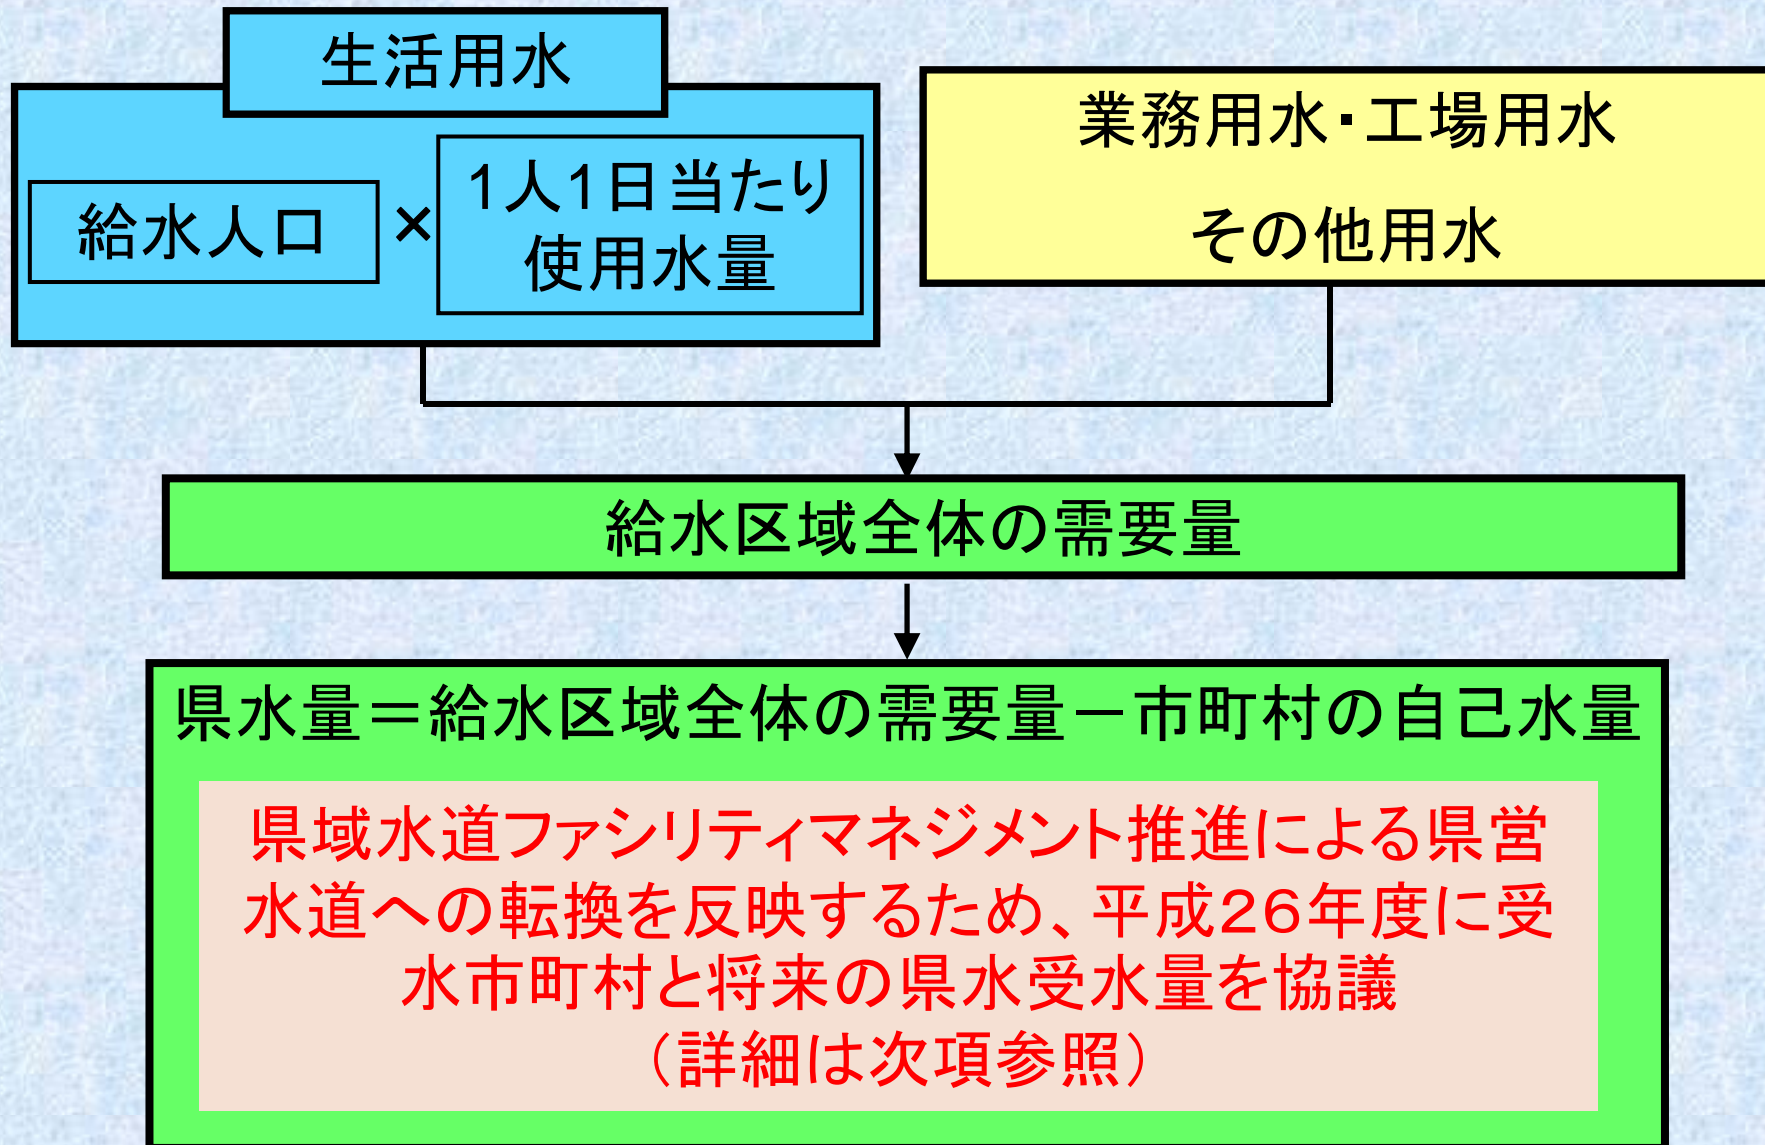 生活用水
給水人口
×
1人1日当たり
使用水量
業務用水・工場用水
その他用水
給水区域全体の需要量
県水量＝給水区域全体の需要量－市町村の自己水量
県域水道ファシリティマネジメント推進による県営
水道への転換を反映するため、平成２６年度に受
水市町村と将来の県水受水量を協議
（詳細は次項参照）